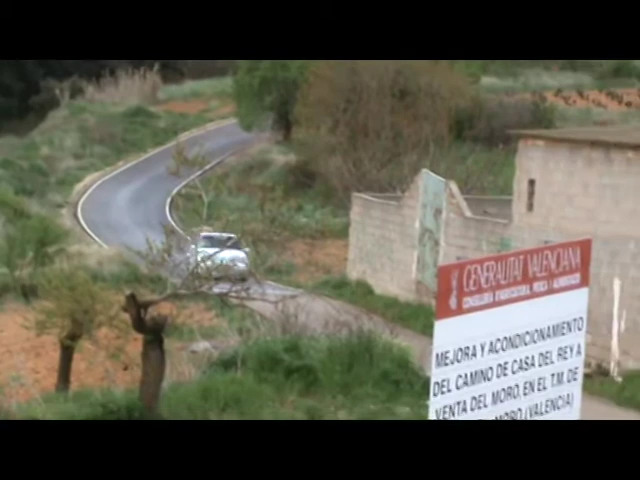 GENERALITAT VALENCIANA
CONSELLERIA D'AGRICULTURA, PESCA I ALIMENTACIÓ
MEJORA Y ACONDICIONAMIENTO
DEL CAMINO DE CASA DEL REY A
VENTA DEL MORO, EN EL T.M. DE
MORO (VALENCIA)